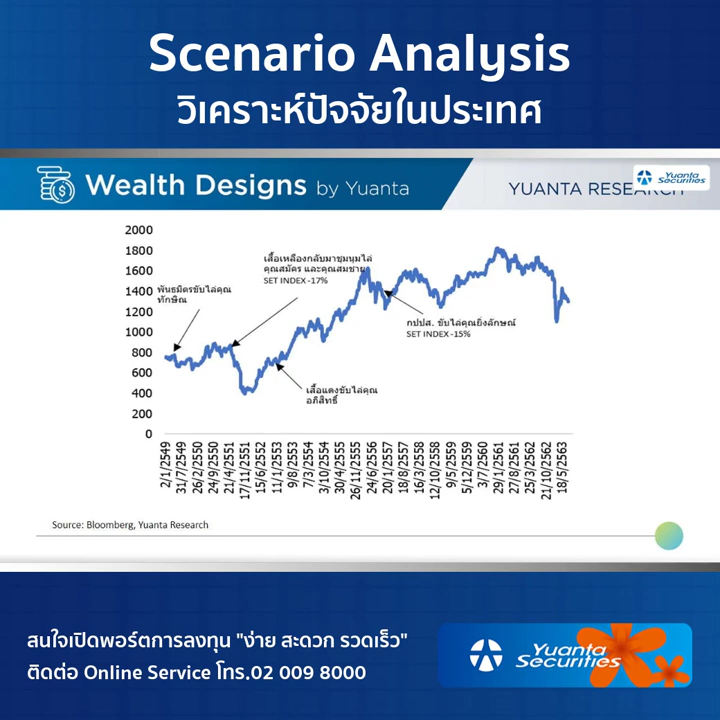 Scenario Analysis
วิเคราะห์ปัจจัยในประเทศ
Wealth Designs by Yuanta
YUANTA RESEARCH
Yuanta
Securities
2000
1800
1600
1400
1200
1000
800
600
400
200
0
พันธมิตรขับไล่คุณ
ทักษิณ
เสื้อเหลืองกลับมาชุมนุมไล่
คุณสมัคร และคุณสมชาย
SET INDEX -17%
กปปส. ขับไล่คุณยิ่งลักษณ์
SET INDEX -15%
เสื้อแดงขับไล่คุณ
อภิสิทธิ์
2/1/2549
31/7/2549
26/2/2550
24/9/2550
21/4/2551
17/11/2551
15/6/2552
11/1/2553
9/8/2553
7/3/2554
3/10/2554
30/4/2555
26/11/2555
24/6/2556
20/1/2557
18/8/2557
16/3/2558
12/10/2558
9/5/2559
5/12/2559
3/7/2560
29/1/2561
27/8/2561
25/3/2562
21/10/2562
18/5/2563
Source: Bloomberg, Yuanta Research
สนใจเปิดพอร์ตการลงทุน "ง่าย สะดวก รวดเร็ว"
ติดต่อ Online Service โทร.02 009 8000
Yuanta
Securities